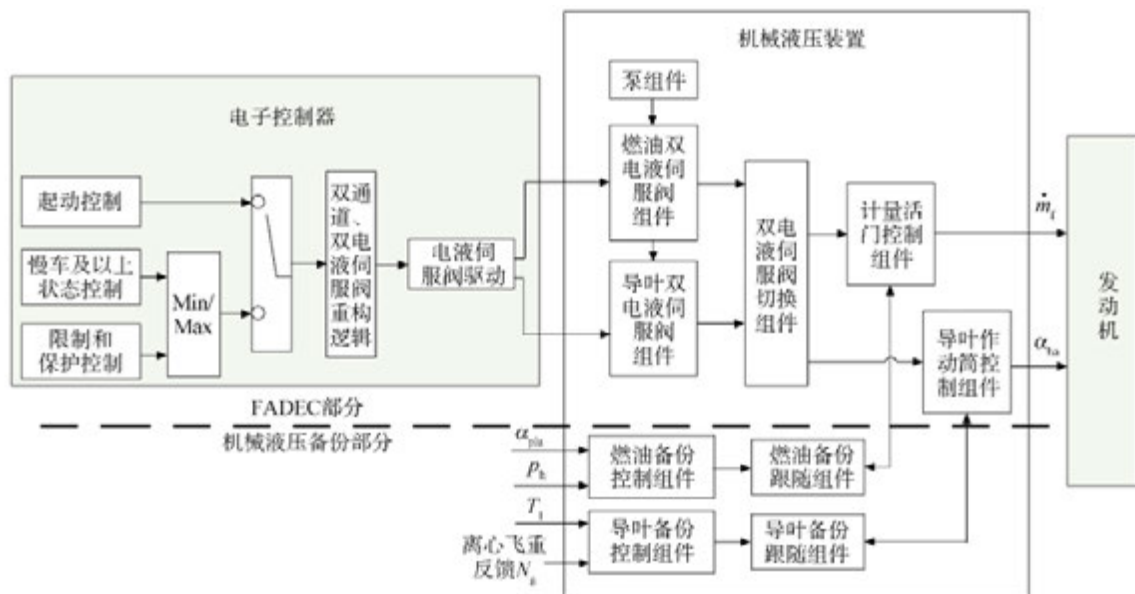 机械液压装置
泵组件
电子控制器
燃油双
电液伺
服阀
组件
起动控制
双通
道、
双电
液伺
服阀
重构
逻辑
电液伺
服阀驱动
慢车及以上
状态控制
Min/
Max
限制和
保护控制
导叶双
电液伺
服阀
组件
双电
液伺
服阀
切换
组件
计量活
门控制
组件
ṁf
导叶作
动筒控
制组件
发
动
机
FADEC部分
机械液压备份部分
αpla
燃油备份
控制组件
燃油备份
跟随组件
导叶备份
控制组件
导叶备份
跟随组件
离心飞重
反馈Ng